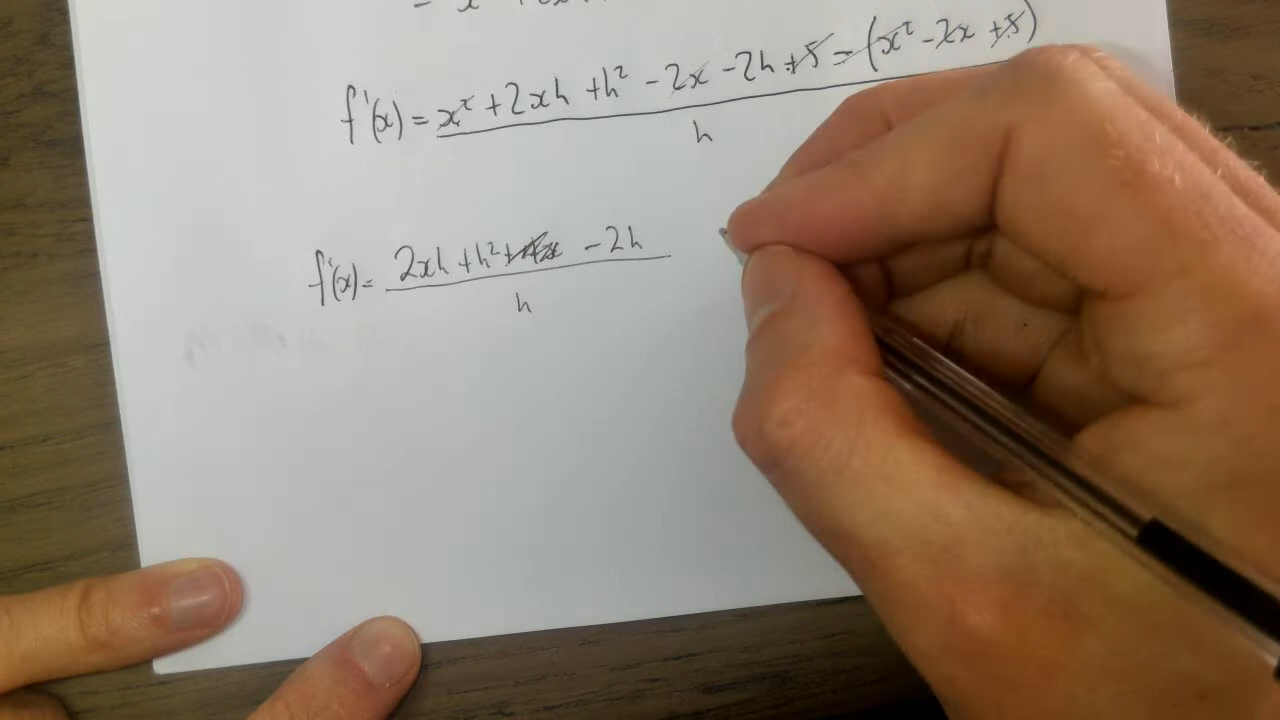 f'(x) = x² + 2xh + h² - 2x - 2h + 5 - (x² - 2x + 5)
h
f'(x) = 2xh + h² - 2h
h